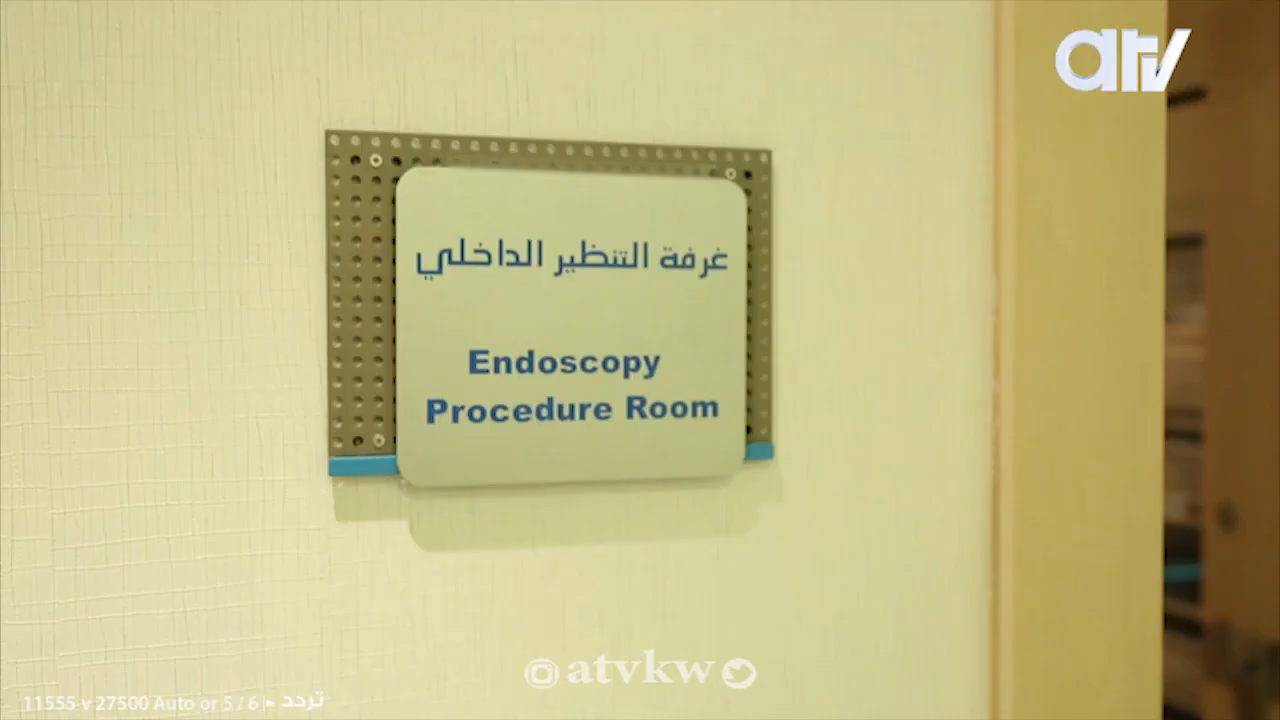 atv
غرفة التنظير الداخلي
Endoscopy
Procedure Room
atvkw
تردد ▸ 11555 v 27500 Auto or 5 / 6